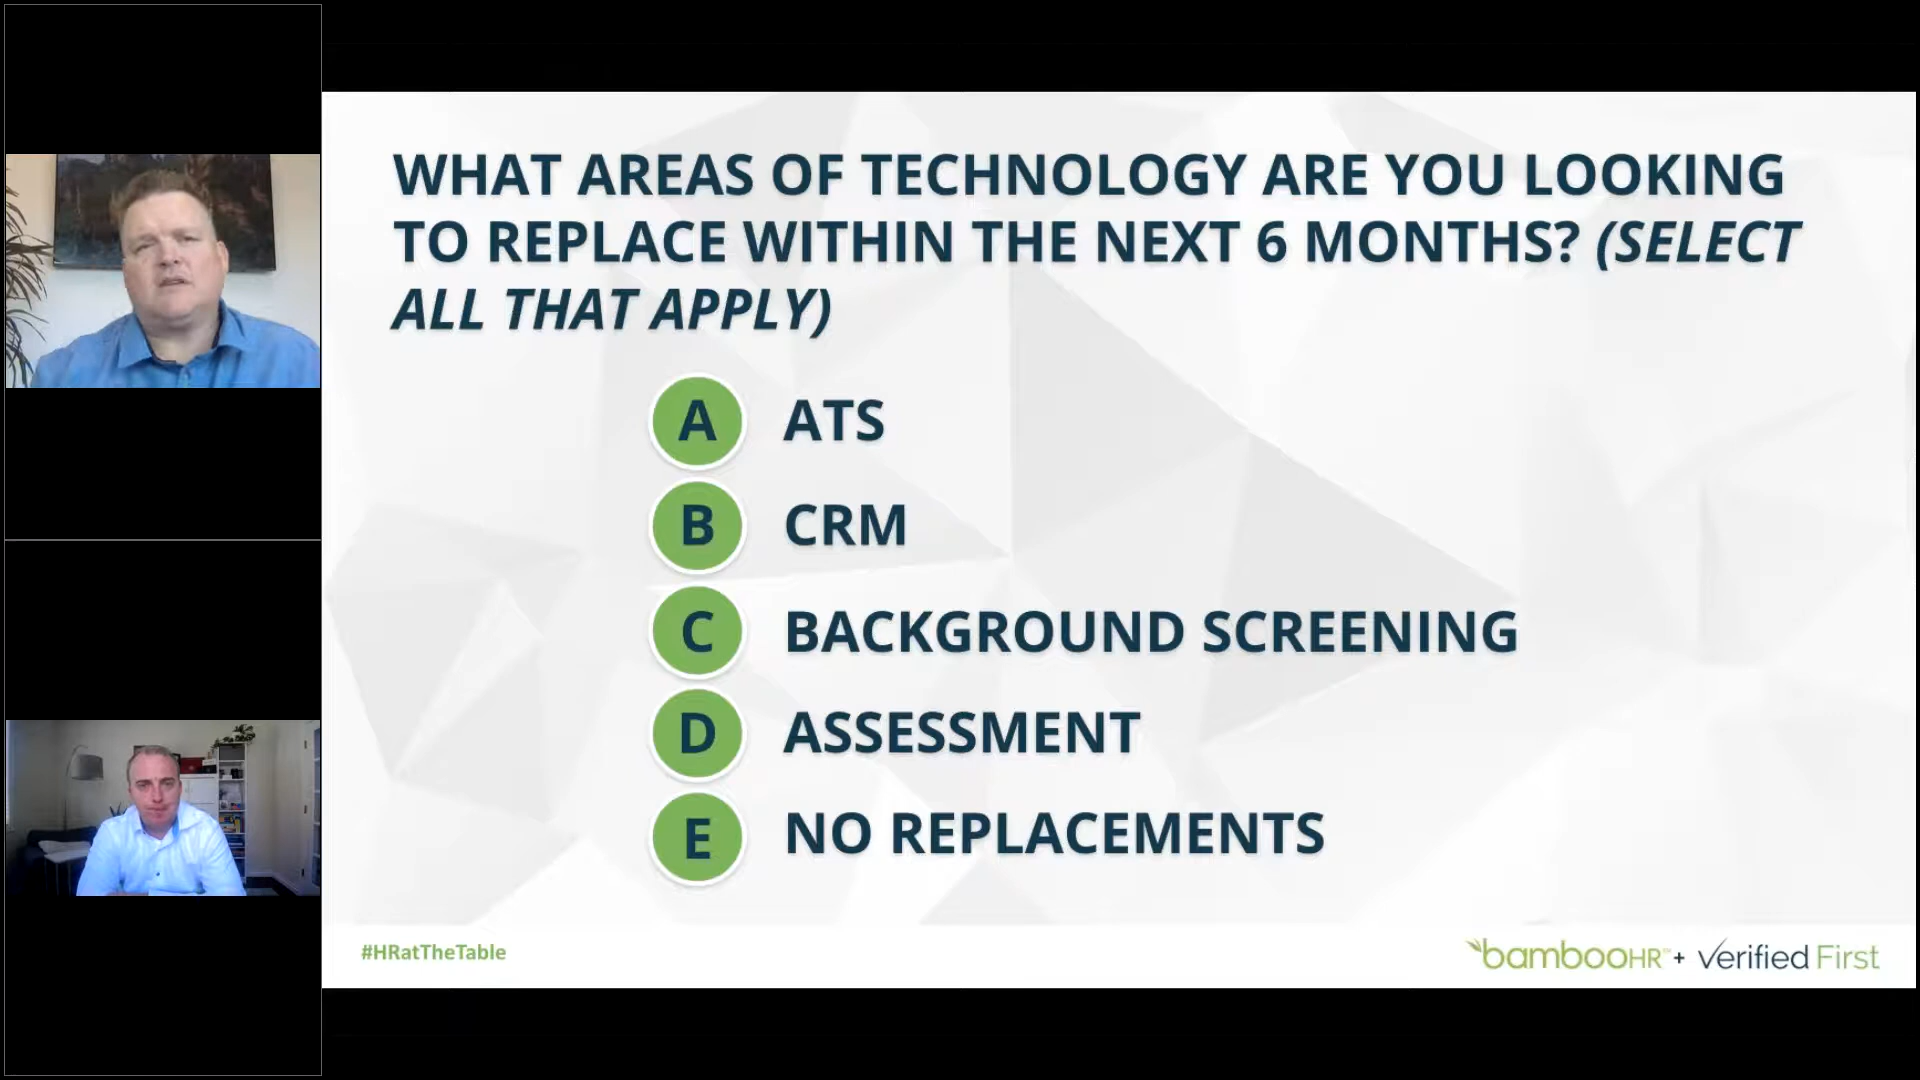 WHAT AREAS OF TECHNOLOGY ARE YOU LOOKING
TO REPLACE WITHIN THE NEXT 6 MONTHS? (SELECT
ALL THAT APPLY)
A ATS
B CRM
C BACKGROUND SCREENING
D ASSESSMENT
E NO REPLACEMENTS
#HRatTheTable
bambooHR™ + Verified First